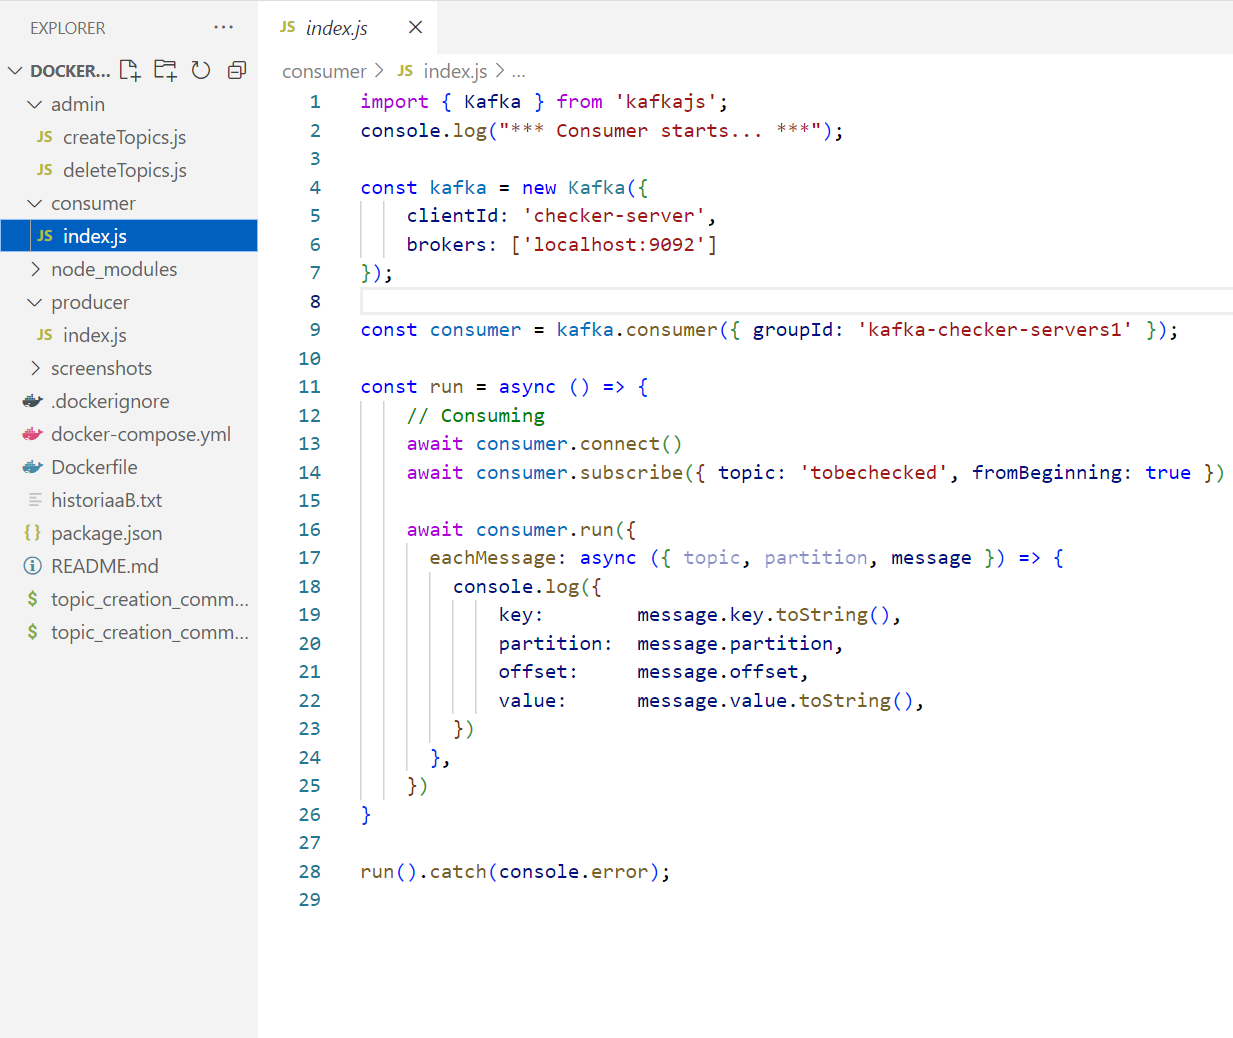 EXPLORER
DOCKER...
admin
JS createTopics.js
JS deleteTopics.js
consumer
JS index.js
node_modules
producer
JS index.js
screenshots
.dockerignore
docker-compose.yml
Dockerfile
historiaaB.txt
{} package.json
README.md
$ topic_creation_comm...
$ topic_creation_comm...
JS index.js
consumer > JS index.js > ...
1 import { Kafka } from 'kafkajs';
2 console.log("*** Consumer starts... ***");
3
4 const kafka = new Kafka({
5     clientId: 'checker-server',
6     brokers: ['localhost:9092']
7 });
8
9 const consumer = kafka.consumer({ groupId: 'kafka-checker-servers1' });
10
11 const run = async () => {
12     // Consuming
13     await consumer.connect()
14     await consumer.subscribe({ topic: 'tobechecked', fromBeginning: true })
15
16     await consumer.run({
17       eachMessage: async ({ topic, partition, message }) => {
18         console.log({
19             key:        message.key.toString(),
20             partition:  message.partition,
21             offset:     message.offset,
22             value:      message.value.toString(),
23         })
24       },
25     })
26 }
27
28 run().catch(console.error);
29